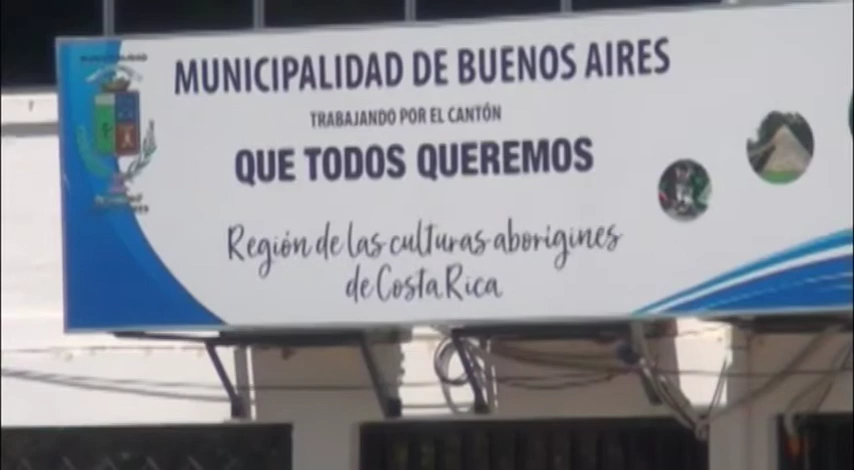 MUNICIPALIDAD DE BUENOS AIRES
TRABAJANDO POR EL CANTÓN
QUE TODOS QUEREMOS
Región de las culturas aborígines
de Costa Rica